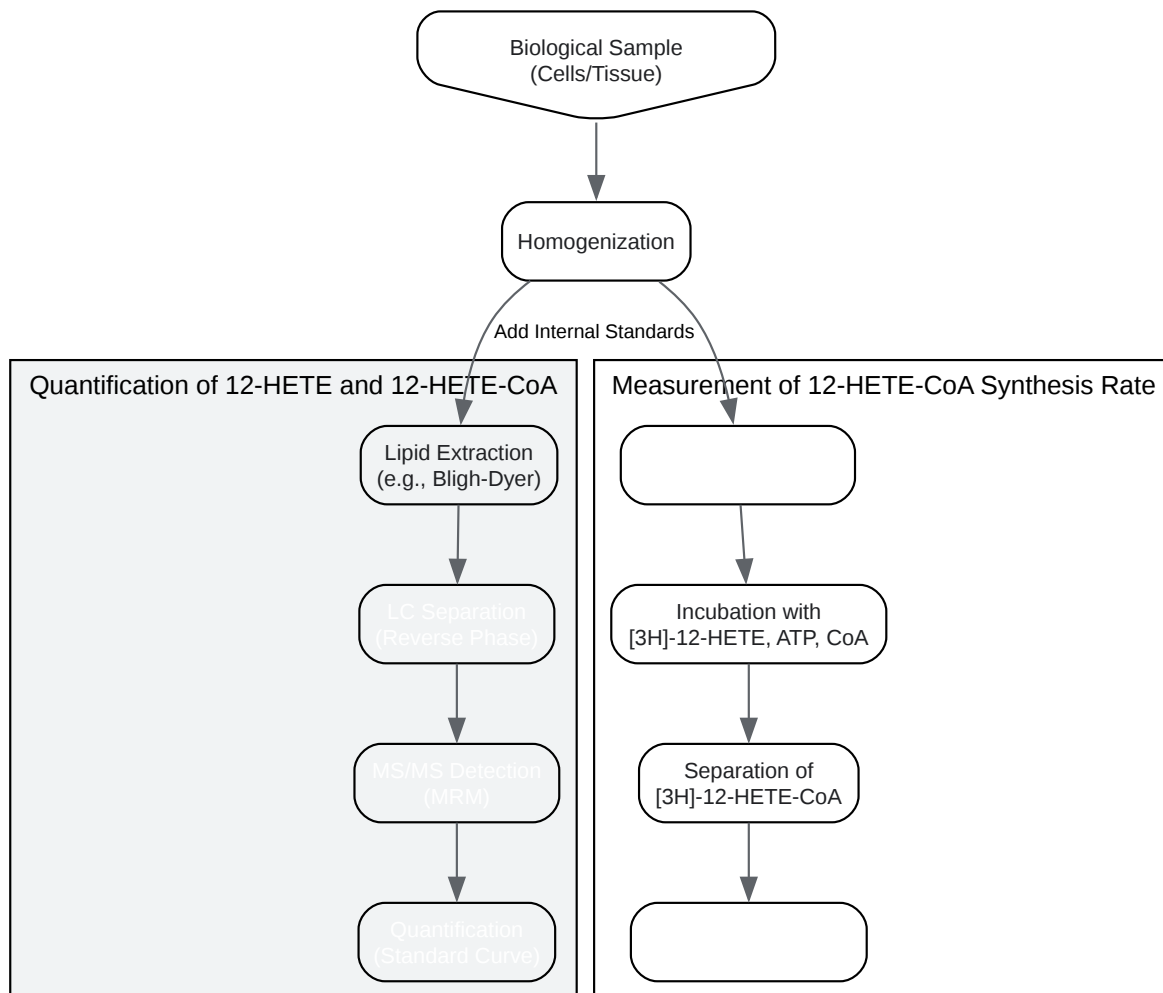 Biological Sample
(Cells/Tissue)
Homogenization
Add Internal Standards
Quantification of 12-HETE and 12-HETE-CoA
Lipid Extraction
(e.g., Bligh-Dyer)
LC Separation
(Reverse Phase)
MS/MS Detection
(MRM)
Quantification
(Standard Curve)
Measurement of 12-HETE-CoA Synthesis Rate
Incubation with
[3H]-12-HETE, ATP, CoA
Separation of
[3H]-12-HETE-CoA